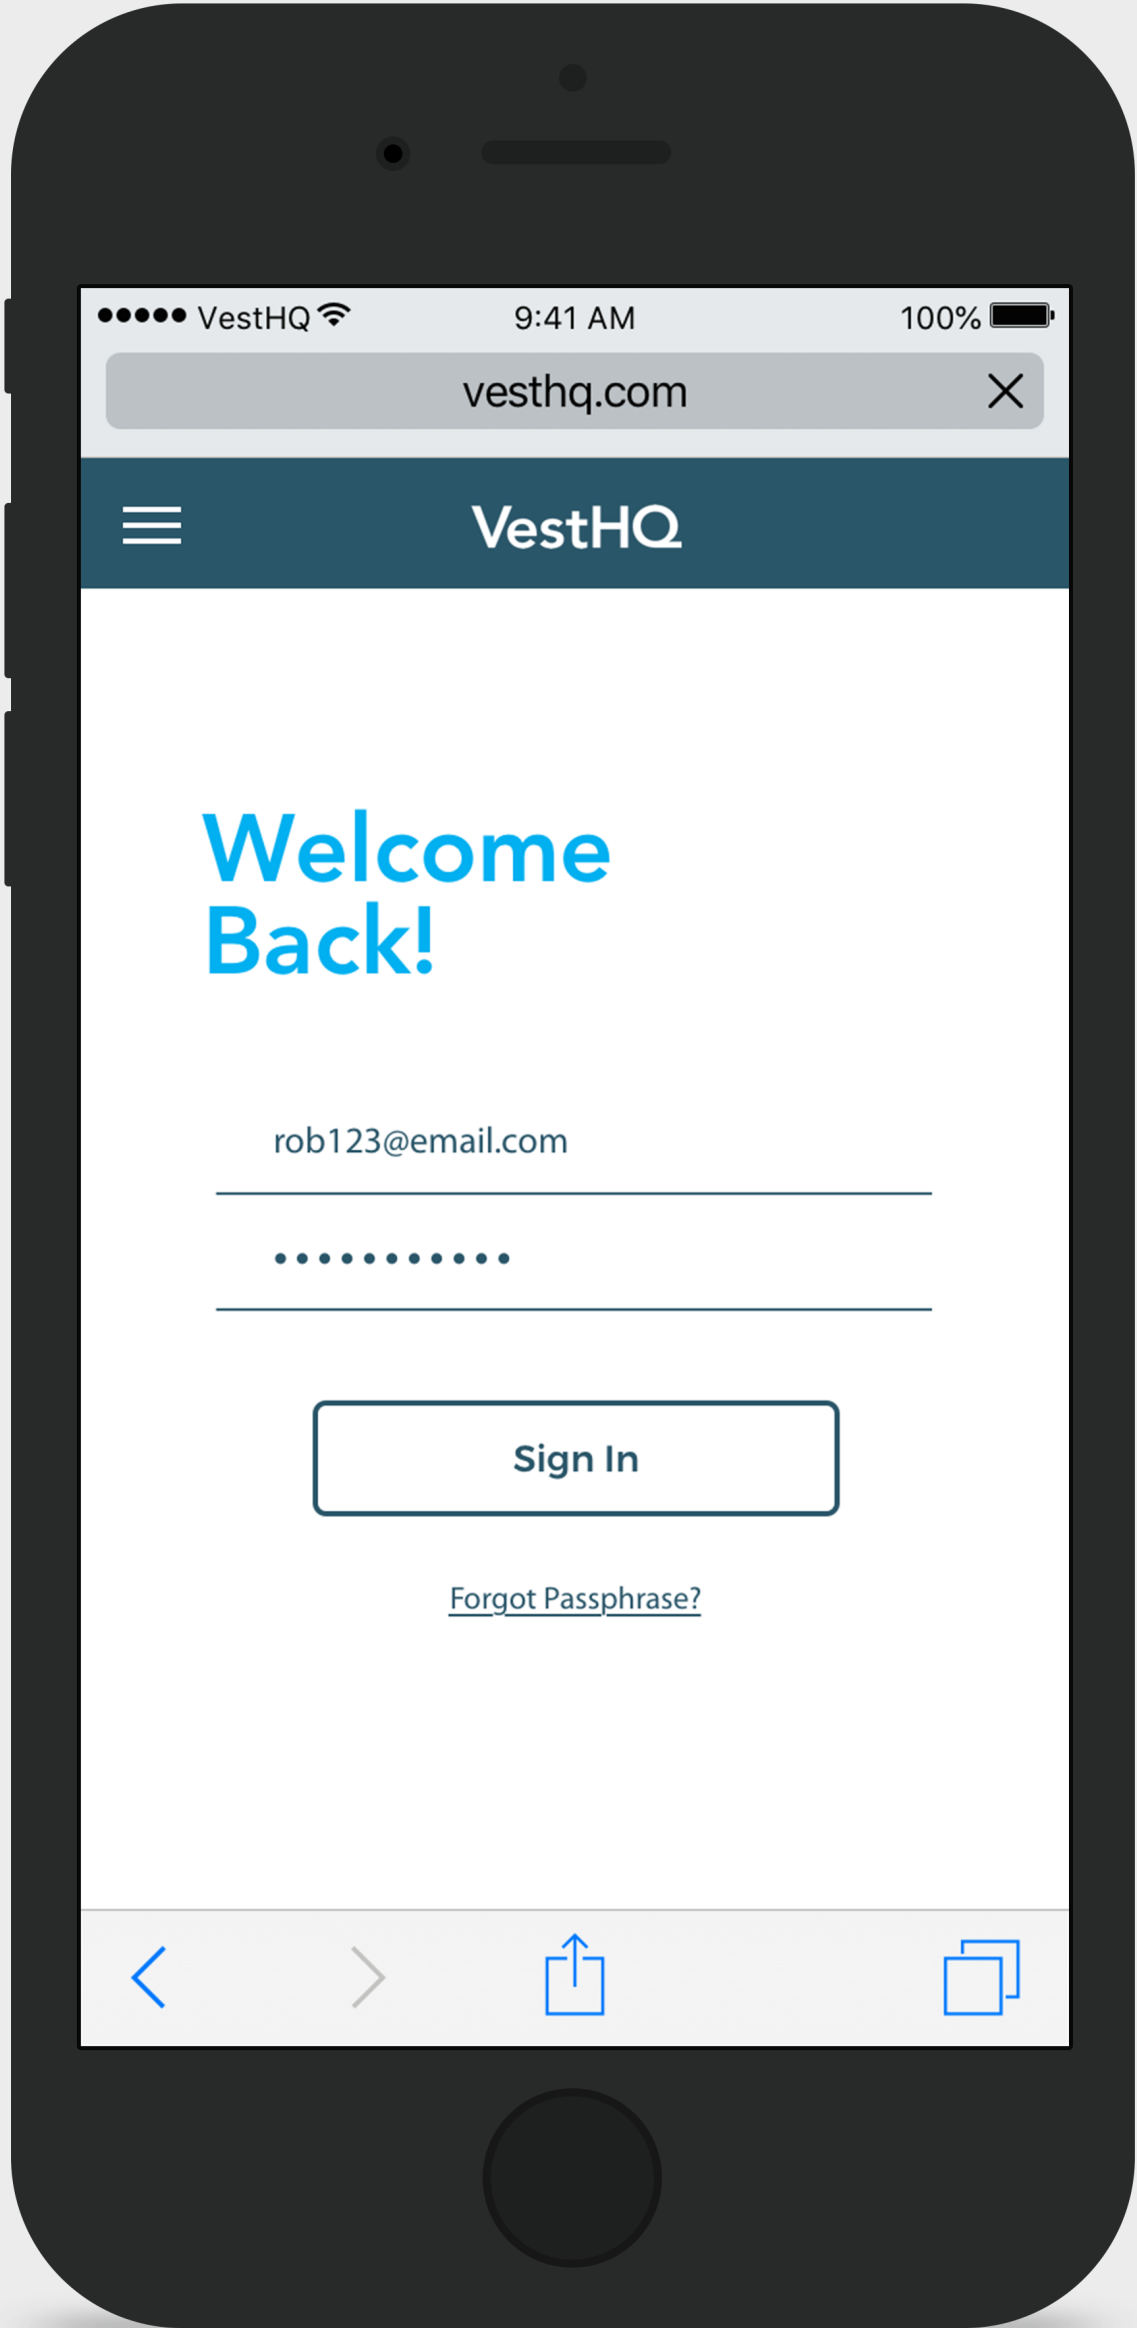 VestHQ 9:41 AM 100%
vesthq.com
VestHQ
Welcome
Back!
rob123@email.com
•••••••••••
Sign In
Forgot Passphrase?